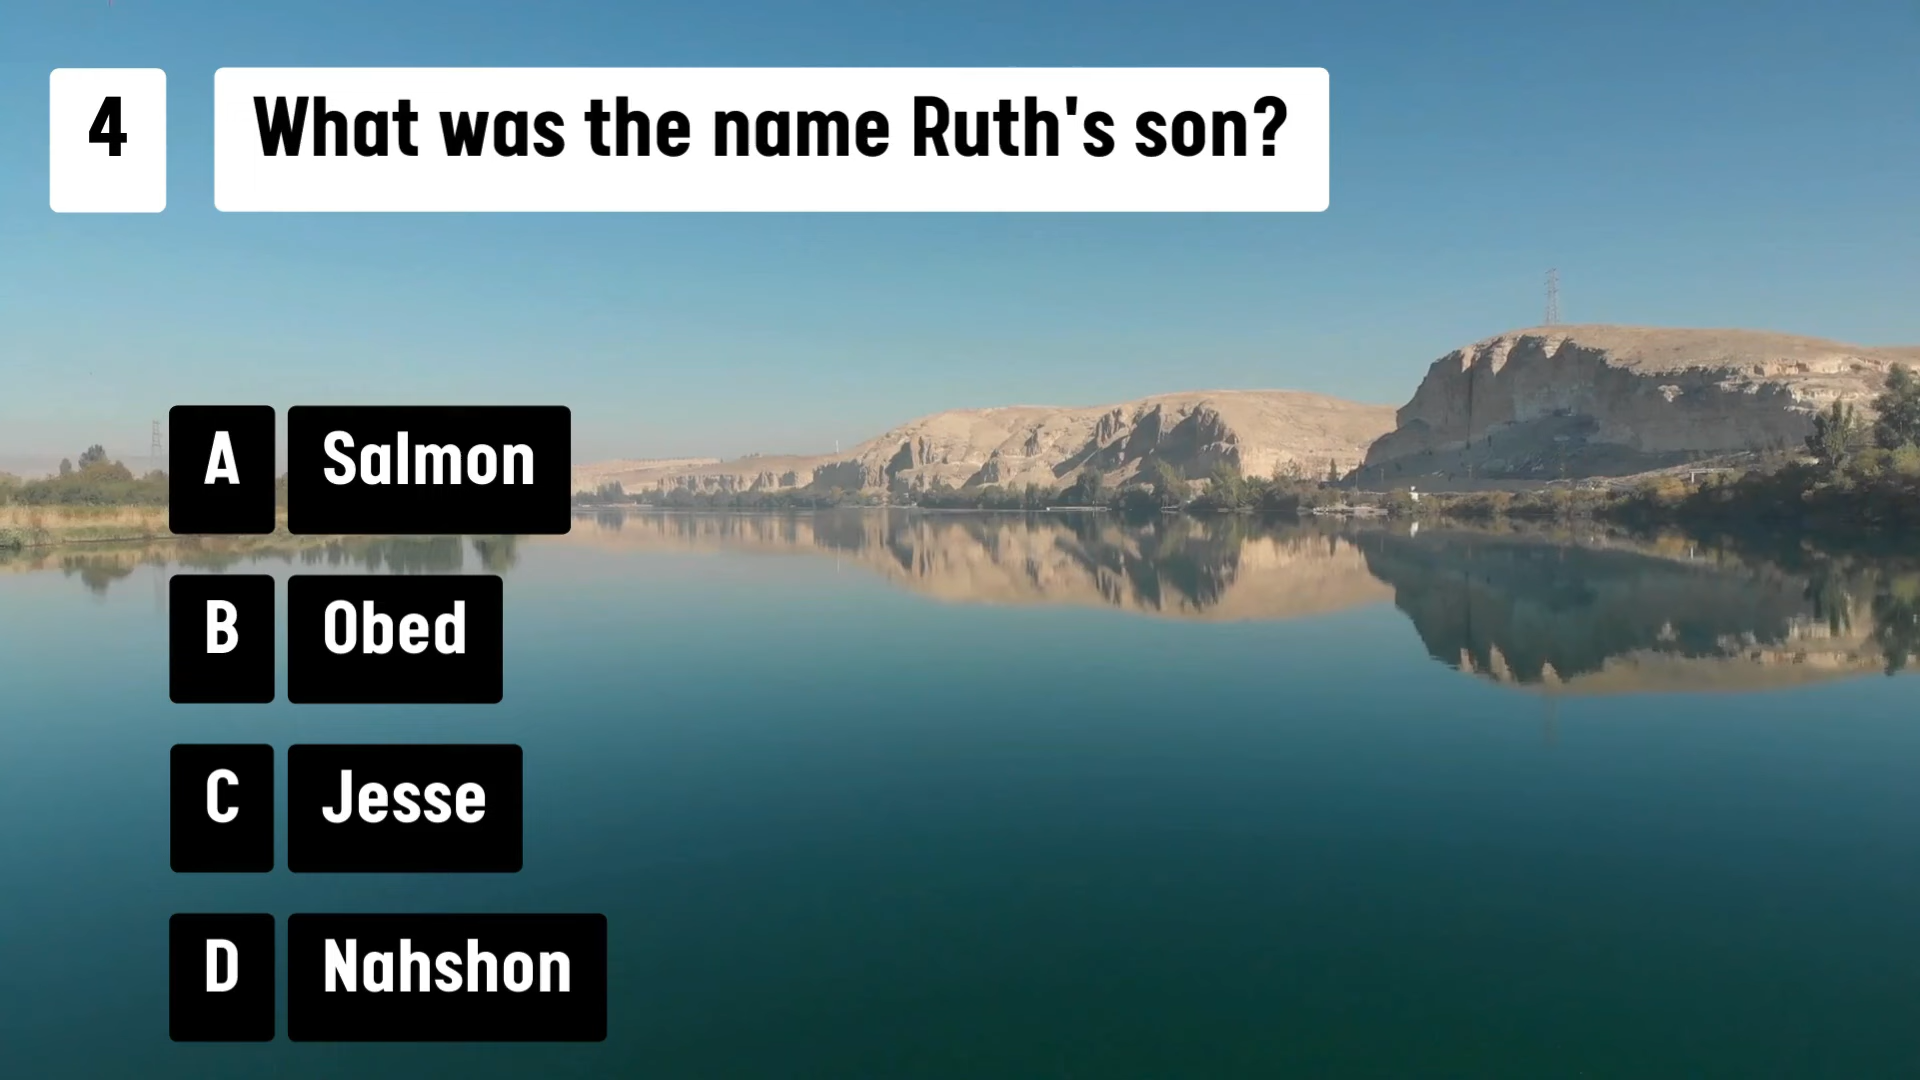 4
What was the name Ruth's son?
A Salmon
B Obed
C Jesse
D Nahshon